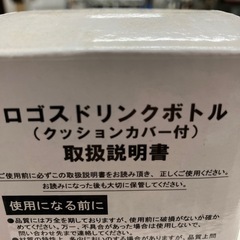 ロゴスドリンクボトル
(クッションカバー付)
取扱説明書
ご使用前に必ずこの取扱説明書をお読み頂き、正しくご使用ください。
お読みになった後も大切に保管してください。
使用になる前に
●品質には万全を期しておりますが、使用前に破損がないか確
めてください。万一、不具合があった場合は、使用を中止し
問い合わせ先まで連絡してください。